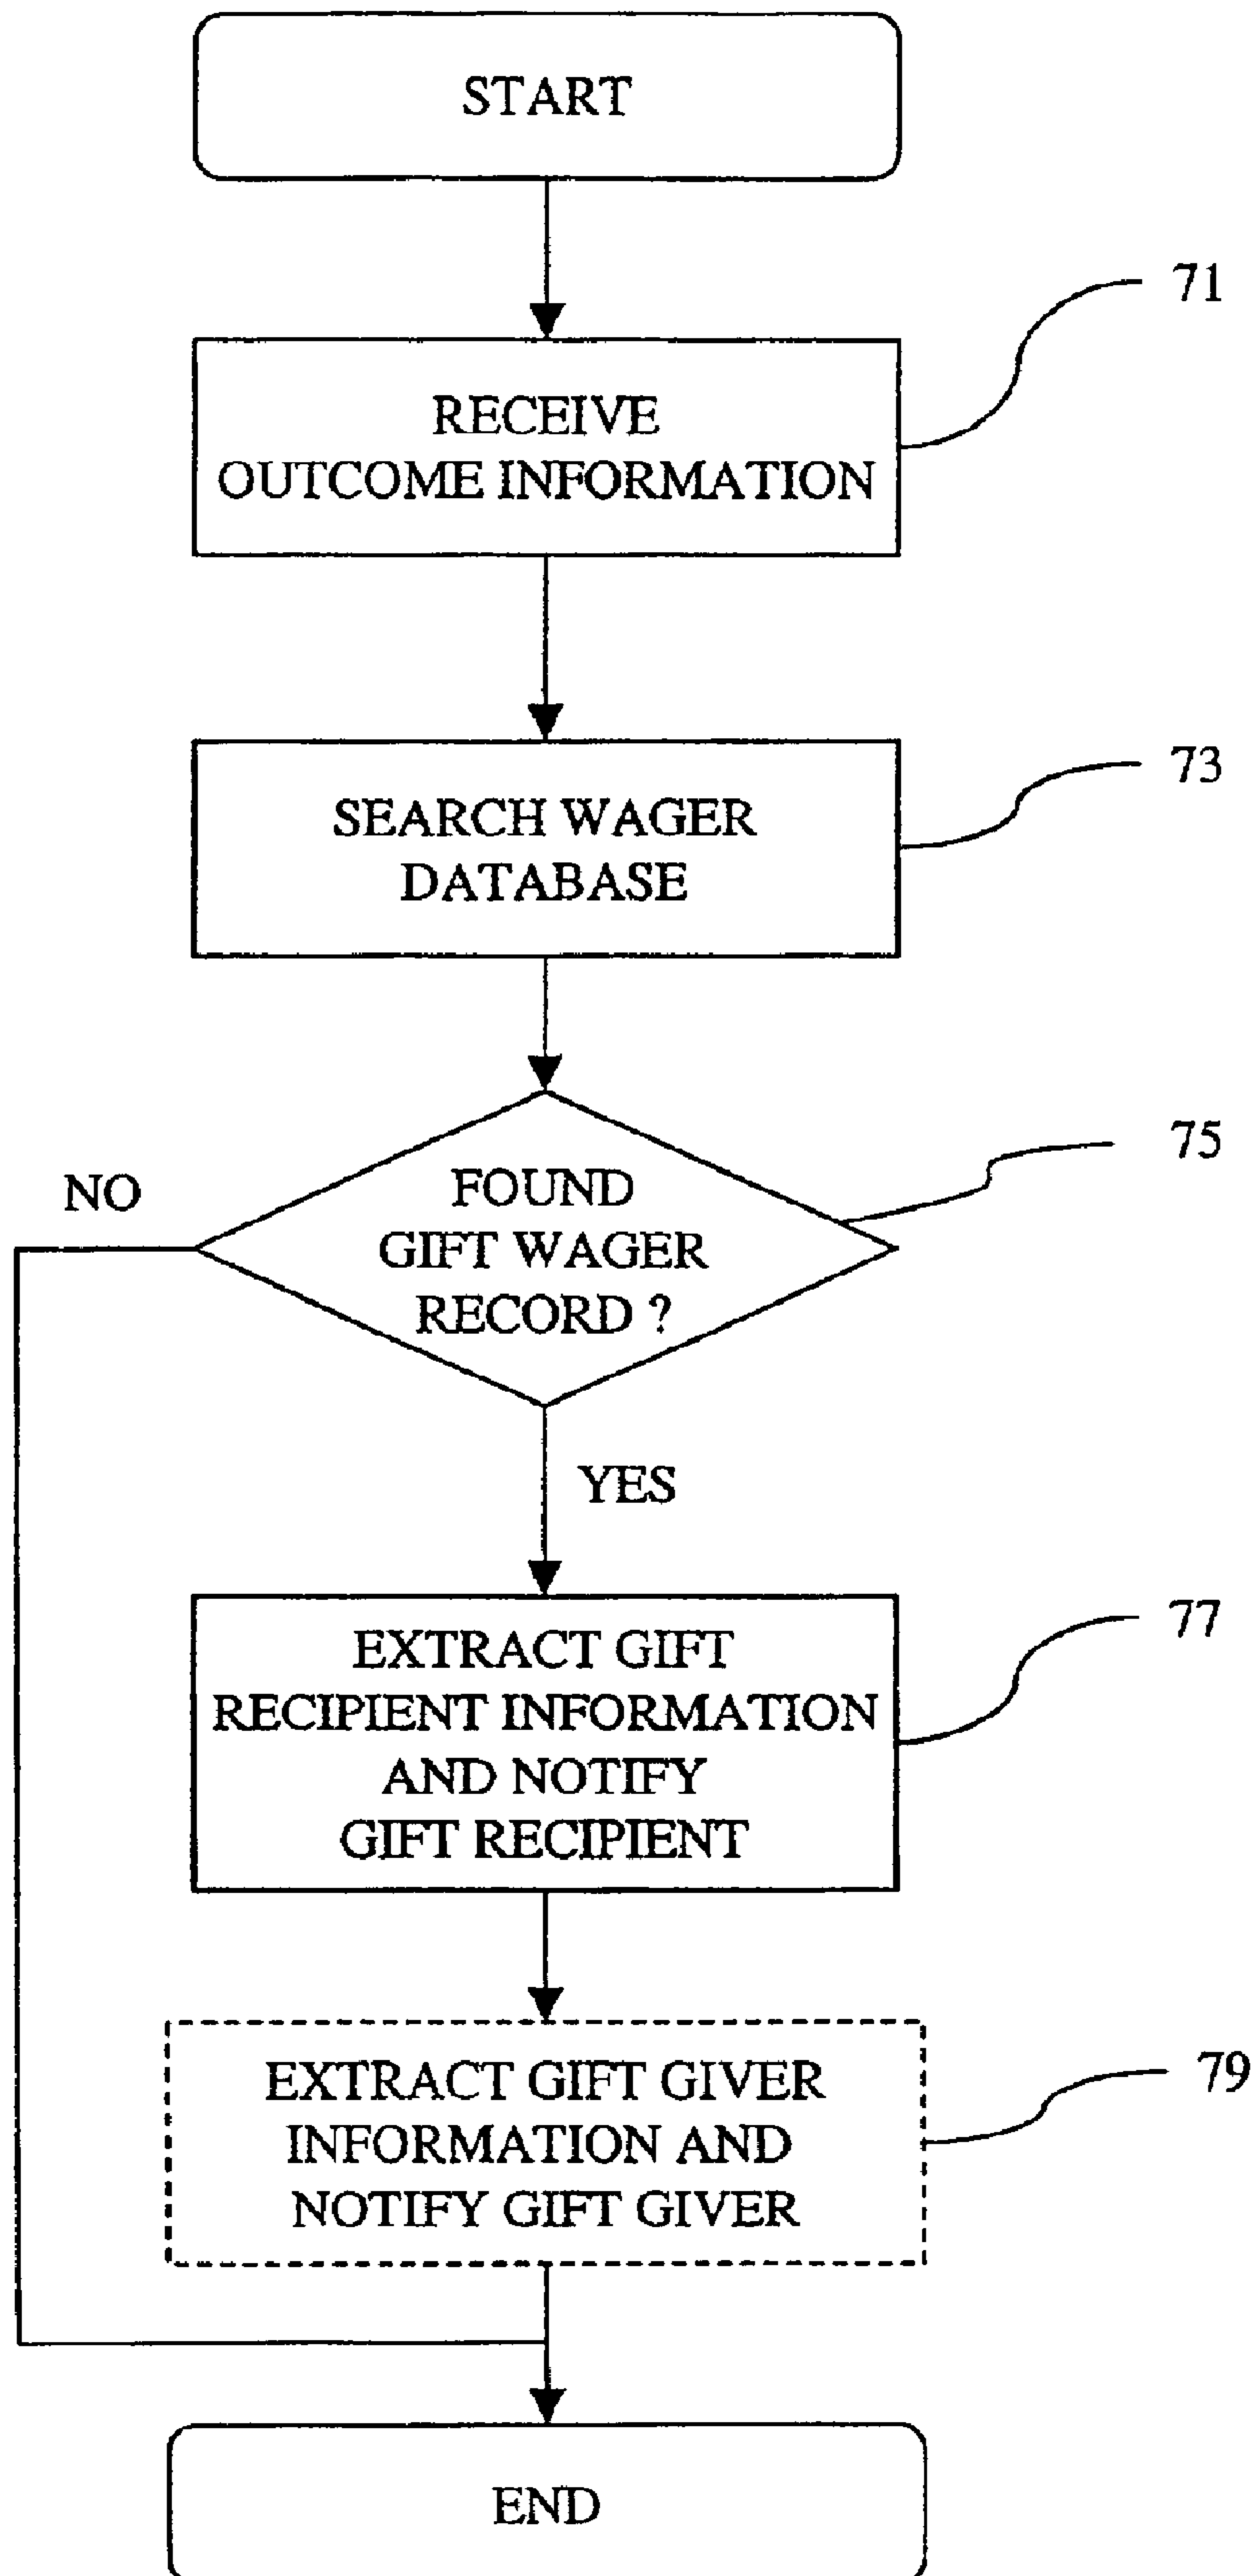 START
71
RECEIVE
OUTCOME INFORMATION
73
SEARCH WAGER
DATABASE
75
NO
FOUND
GIFT WAGER
RECORD ?
YES
77
EXTRACT GIFT
RECIPIENT INFORMATION
AND NOTIFY
GIFT RECIPIENT
79
EXTRACT GIFT GIVER
INFORMATION AND
NOTIFY GIFT GIVER
END